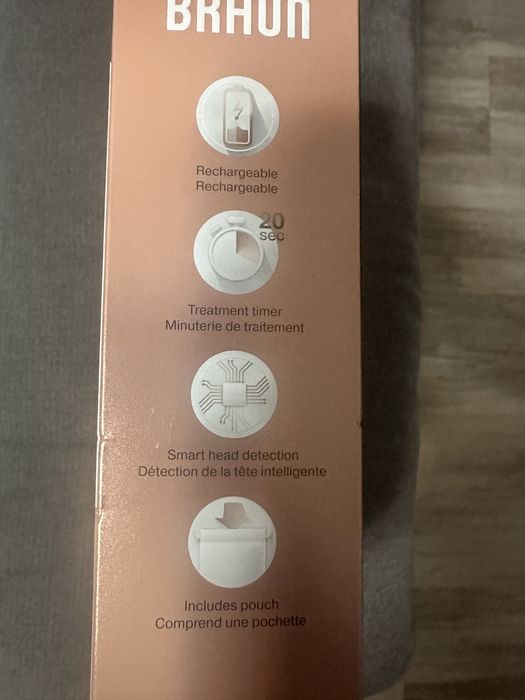 BRAUN
Rechargeable
Rechargeable
20
sec
Treatment timer
Minuterie de traitement
Smart head detection
Détection de la tête intelligente
Includes pouch
Comprend une pochette